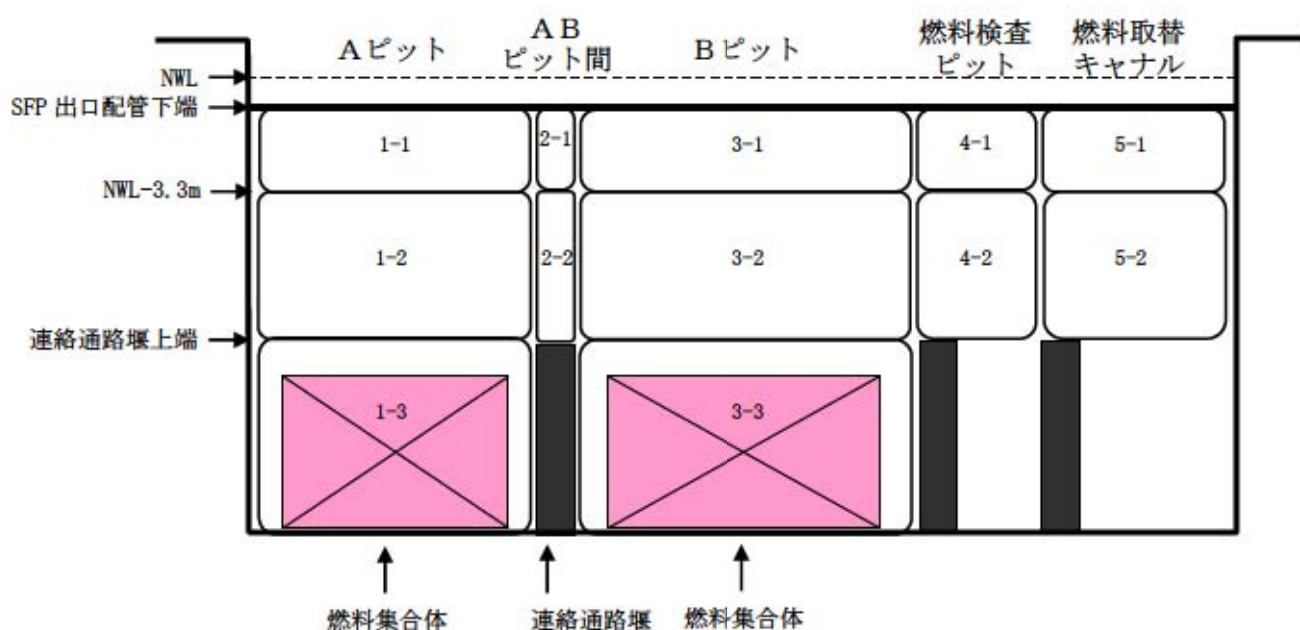 Aピット
AB
ピット間
Bピット
燃料検査
ピット
燃料取替
キャナル
NWL
SFP 出口配管下端
1-1
2-1
3-1
4-1
5-1
NWL-3.3m
1-2
2-2
3-2
4-2
5-2
連絡通路堰上端
1-3
3-3
燃料集合体
連絡通路堰
燃料集合体